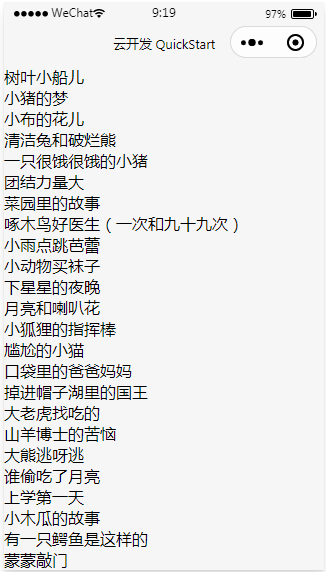 WeChat 9:19 97%
云开发 QuickStart
树叶小船儿
小猪的梦
小布的花儿
清洁兔和破烂熊
一只很饿很饿的小猪
团结力量大
菜园里的故事
啄木鸟好医生（一次和九十九次）
小雨点跳芭蕾
小动物买袜子
下星星的夜晚
月亮和喇叭花
小狐狸的指挥棒
尴尬的小猫
口袋里的爸爸妈妈
掉进帽子湖里的国王
大老虎找吃的
山羊博士的苦恼
大熊逃呀逃
谁偷吃了月亮
上学第一天
小木瓜的故事
有一只鳄鱼是这样的
蒙蒙敲门